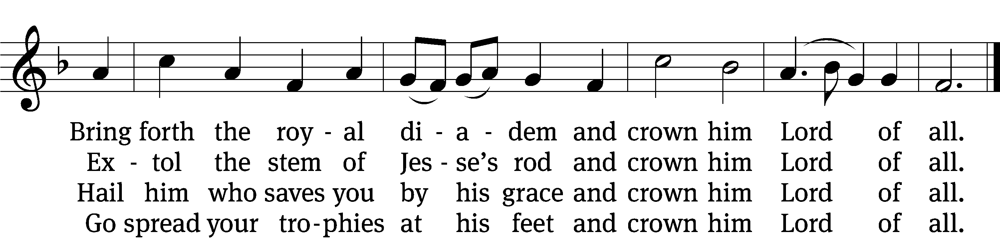 Bring forth the roy - al di - a - dem and crown him Lord of all.
Ex - tol the stem of Jes - se’s rod and crown him Lord of all.
Hail him who saves you by his grace and crown him Lord of all.
Go spread your tro - phies at his feet and crown him Lord of all.